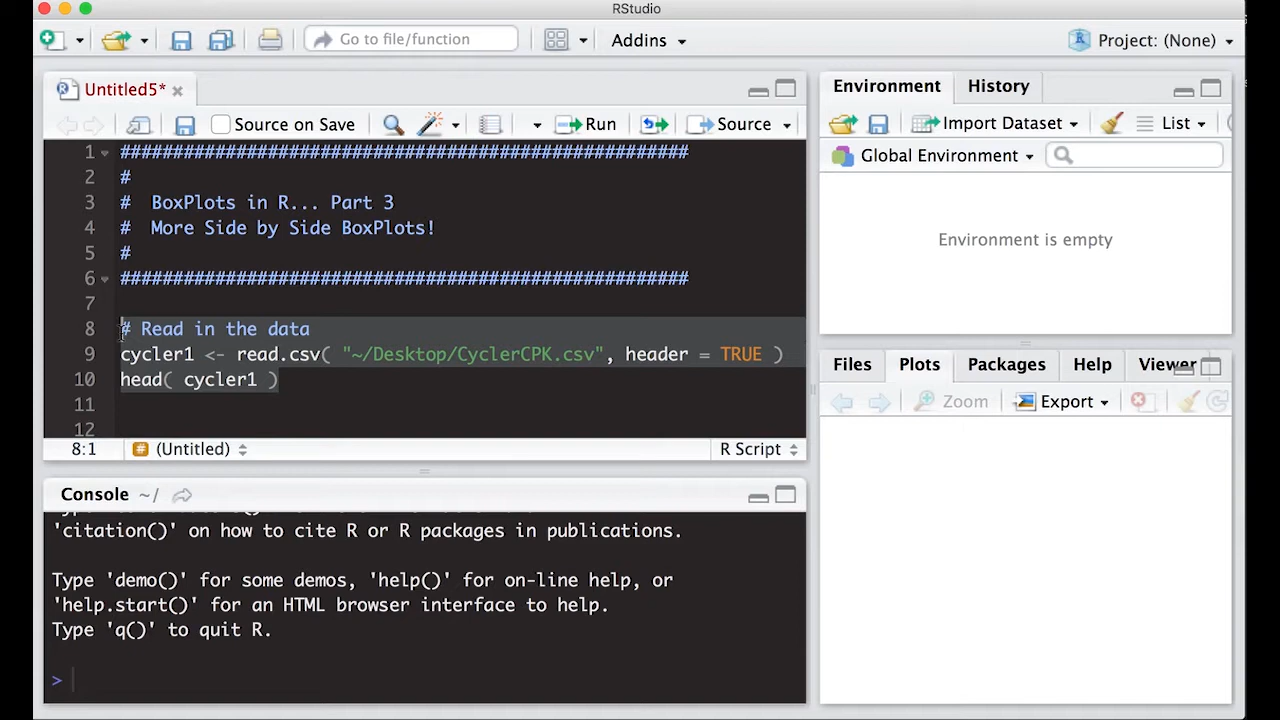 RStudio
Go to file/function
Addins
Project: (None)
Untitled5*
Source on Save
Run
Source
1 ######################################################
2 #
3 #  BoxPlots in R... Part 3
4 #  More Side by Side BoxPlots!
5 #
6 ######################################################
7
8 # Read in the data
9 cycler1 <- read.csv( "~/Desktop/CyclerCPK.csv", header = TRUE )
10 head( cycler1 )
11
12
8:1 # (Untitled) R Script
Console ~/
'citation()' on how to cite R or R packages in publications.
Type 'demo()' for some demos, 'help()' for on-line help, or
'help.start()' for an HTML browser interface to help.
Type 'q()' to quit R.
>
Environment History
Import Dataset List
Global Environment
Environment is empty
Files Plots Packages Help Viewer
Zoom Export